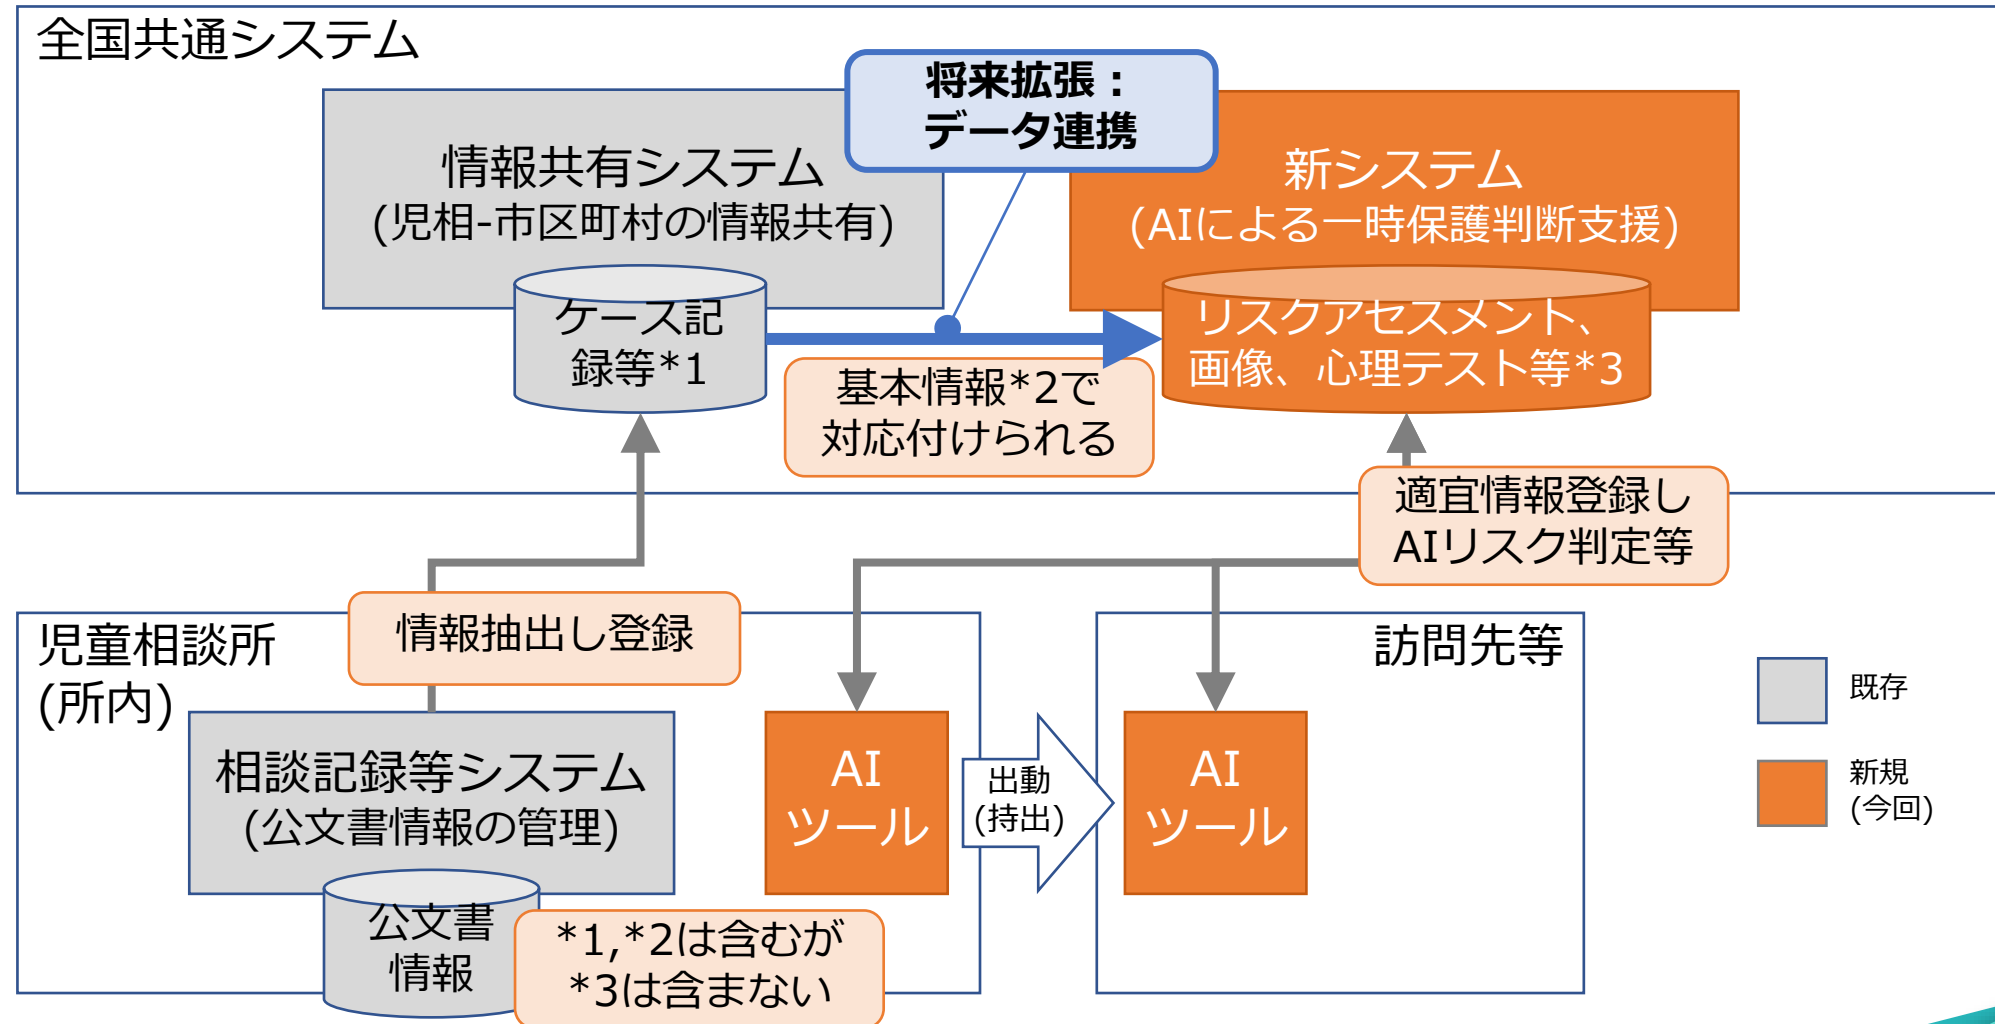 全国共通システム
将来拡張：
データ連携
情報共有システム
(児相-市区町村の情報共有)
新システム
(AIによる一時保護判断支援)
ケース記
録等*1
リスクアセスメント、
画像、心理テスト等*3
基本情報*2で
対応付けられる
適宜情報登録し
AIリスク判定等
情報抽出し登録
児童相談所
(所内)
訪問先等
相談記録等システム
(公文書情報の管理)
AI
ツール
出動
(持出)
AI
ツール
公文書
情報
*1,*2は含むが
*3は含まない
既存
新規
(今回)